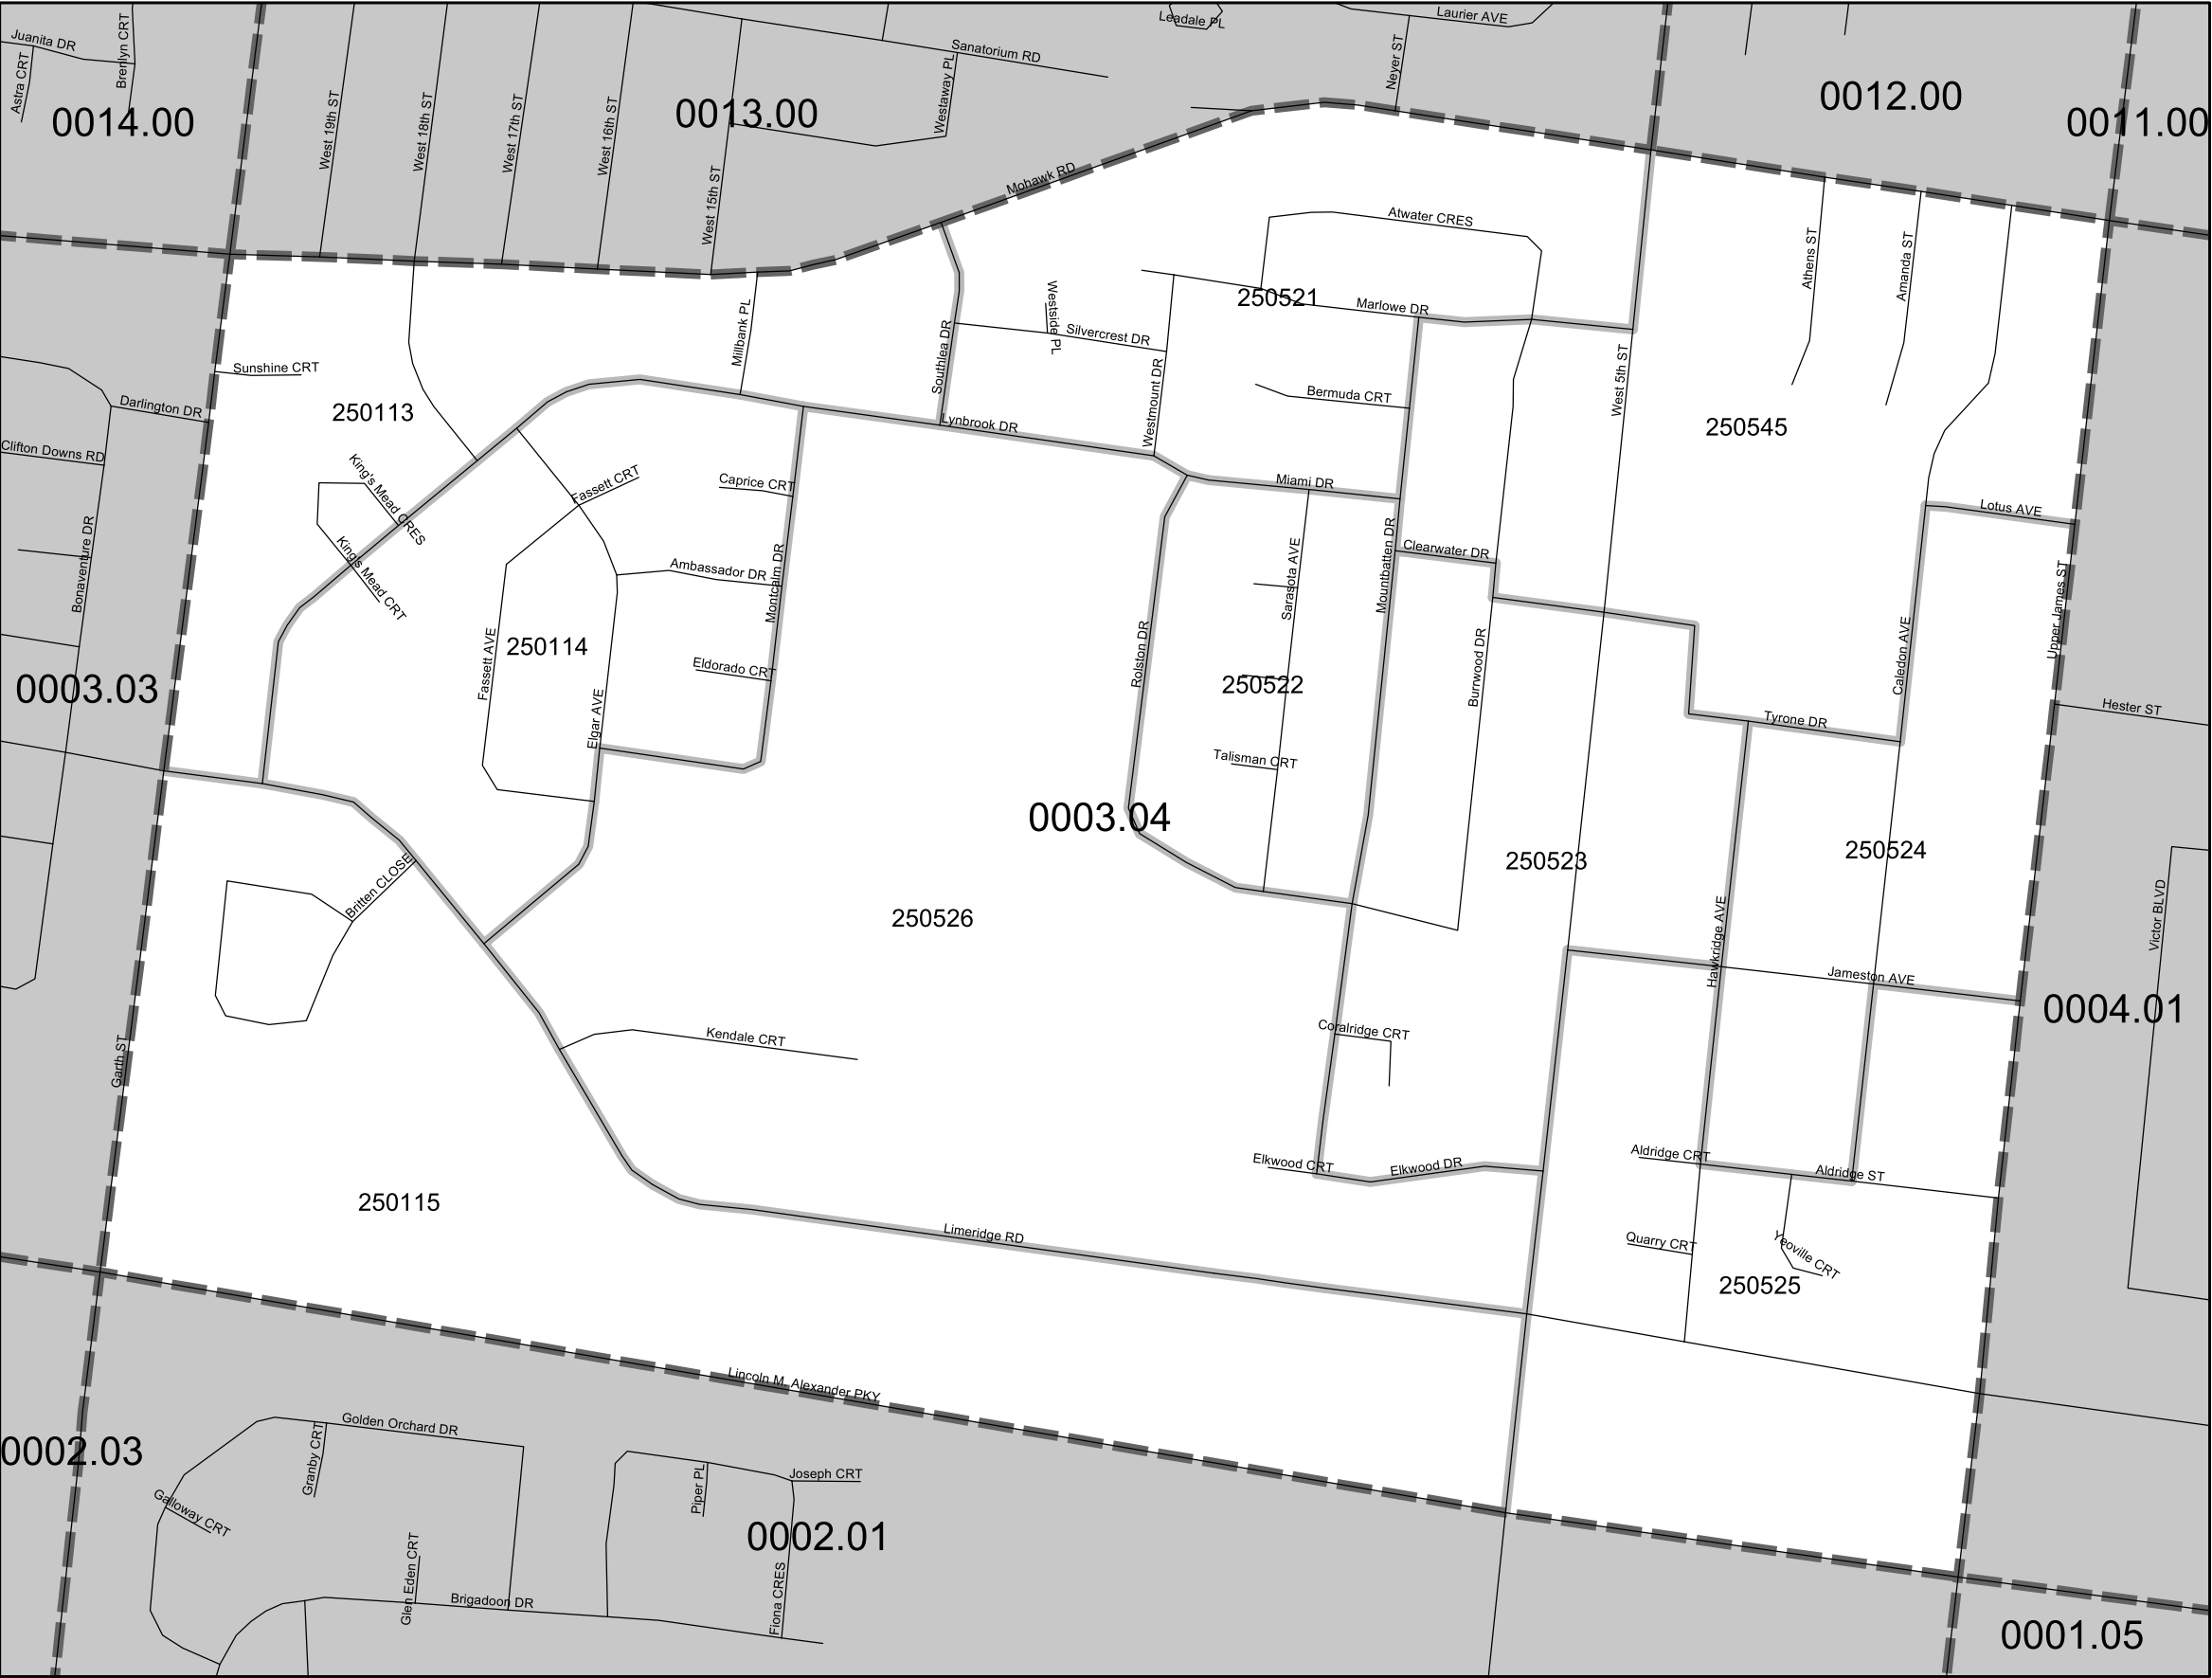 Juanita DR
Astra CRT
Brenlyn CRT
0014.00
West 19th ST
West 18th ST
West 17th ST
West 16th ST
West 15th ST
0013.00
Sanatorium RD
Westaway PL
Leadale PL
Laurier AVE
Neyer ST
0012.00
0011.00
Mohawk RD
Atwater CRES
Athens ST
Amanda ST
Millbank PL
Southlea DR
Westside PL
Silvercrest DR
250521
Marlowe DR
Westmount DR
Bermuda CRT
West 5th ST
250545
Sunshine CRT
Darlington DR
250113
Clifton Downs RD
Lynbrook DR
King's Mead CRES
King's Mead CRT
Fassett CRT
Caprice CRT
Miami DR
Lotus AVE
Bonaventure DR
Ambassador DR
Montcalm DR
Sarasota AVE
Mountbatten DR
Clearwater DR
Upper James ST
250114
Fassett AVE
Elgar AVE
Eldorado CRT
Rolston DR
250522
Burrwood DR
Caledon AVE
0003.03
Tyrone DR
Hester ST
Talisman CRT
0003.04
250523
250524
Britten CLOSE
250526
Hawkridge AVE
Victor BLVD
Jameston AVE
0004.01
Garth ST
Kendale CRT
Coralridge CRT
Elkwood CRT
Elkwood DR
Aldridge CRT
Aldridge ST
250115
Limeridge RD
Quarry CRT
Yeoville CRT
250525
Lincoln M. Alexander PKY
0002.03
Golden Orchard DR
Granby CRT
Galloway CRT
Piper PL
Joseph CRT
0002.01
Glen Eden CRT
Brigadoon DR
Fiona CRES
0001.05